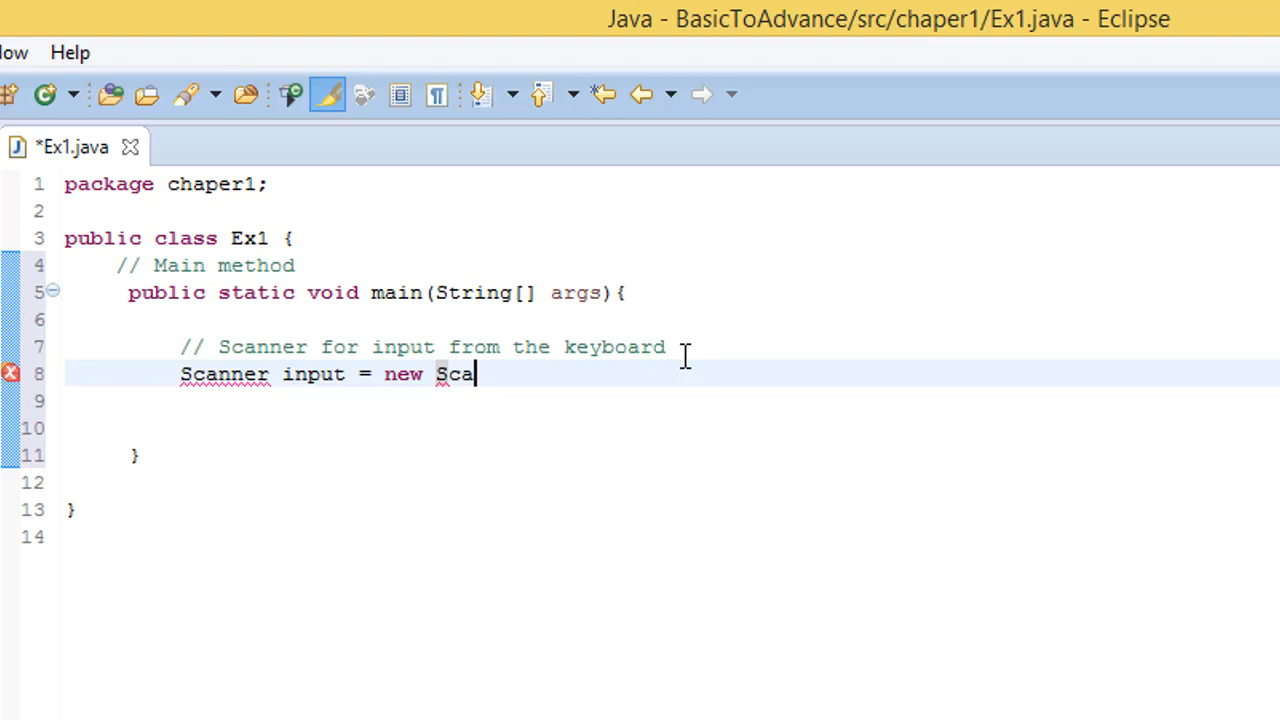 Java - BasicToAdvance/src/chaper1/Ex1.java - Eclipse
Help
*Ex1.java
1 package chaper1;
2
3 public class Ex1 {
4 // Main method
5 public static void main(String[] args){
6
7 // Scanner for input from the keyboard
8 Scanner input = new Sca
9
10
11 }
12
13 }
14